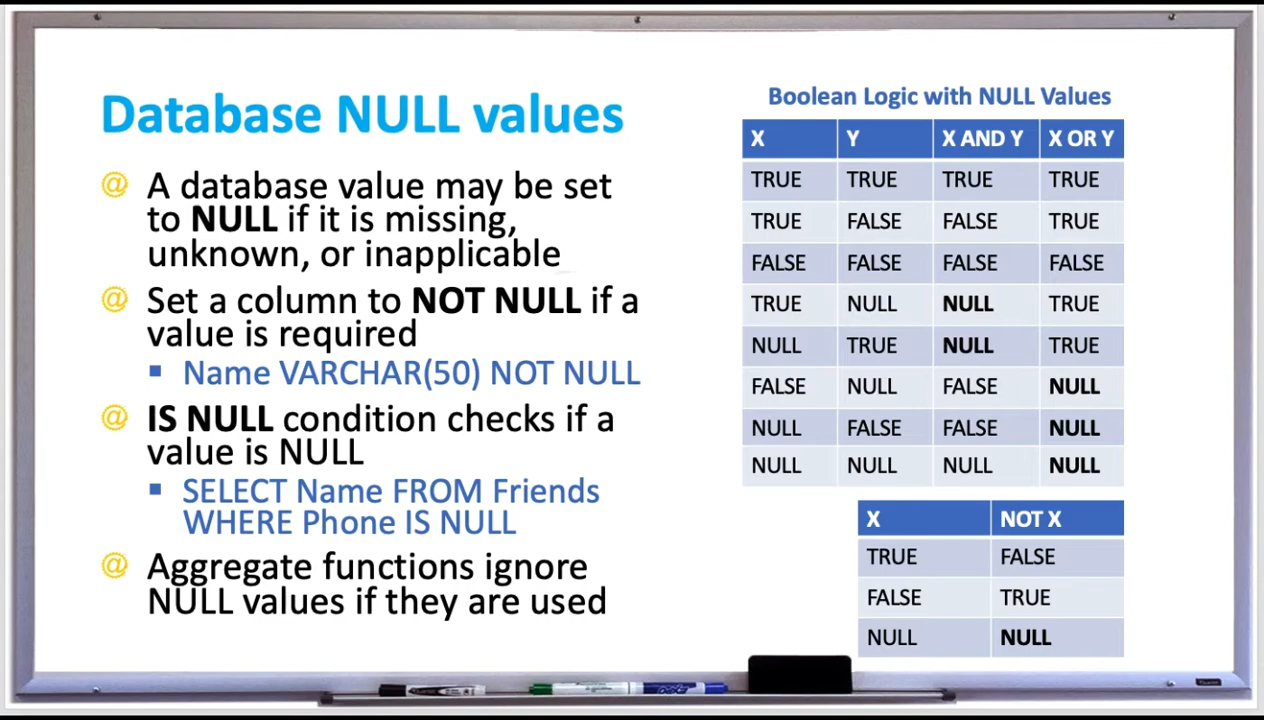 Database NULL values
@ A database value may be set
to NULL if it is missing,
unknown, or inapplicable
@ Set a column to NOT NULL if a
value is required
▪ Name VARCHAR(50) NOT NULL
@ IS NULL condition checks if a
value is NULL
▪ SELECT Name FROM Friends
WHERE Phone IS NULL
@ Aggregate functions ignore
NULL values if they are used
Boolean Logic with NULL Values
X Y X AND Y X OR Y
TRUE TRUE TRUE TRUE
TRUE FALSE FALSE TRUE
FALSE FALSE FALSE FALSE
TRUE NULL NULL TRUE
NULL TRUE NULL TRUE
FALSE NULL FALSE NULL
NULL FALSE FALSE NULL
NULL NULL NULL NULL
X NOT X
TRUE FALSE
FALSE TRUE
NULL NULL